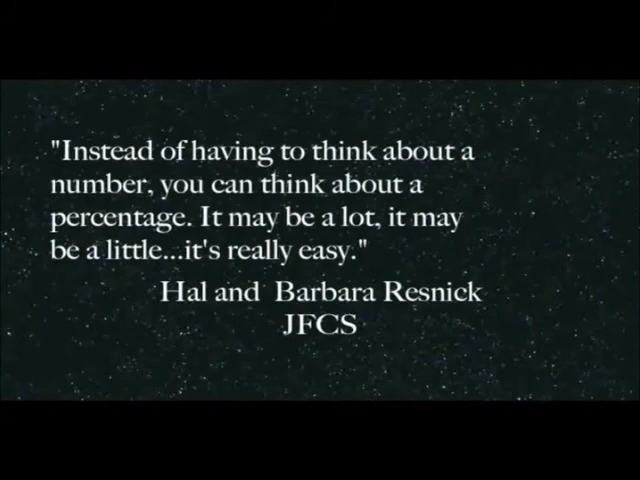 "Instead of having to think about a
number, you can think about a
percentage. It may be a lot, it may
be a little...it's really easy."
Hal and Barbara Resnick
JFCS